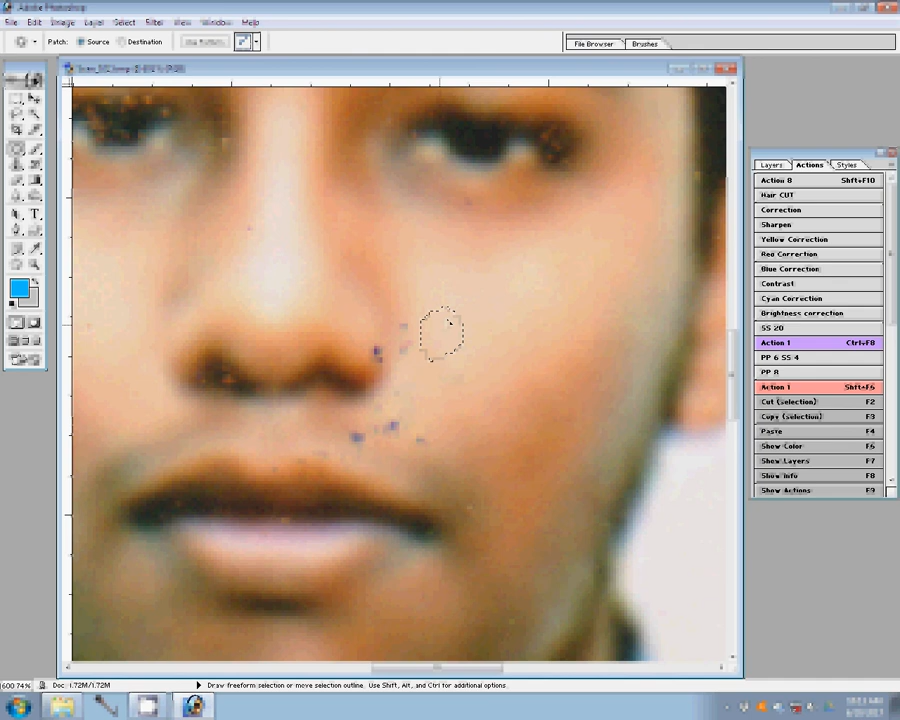 Adobe Photoshop
File Edit Image Layer Select Filter View Window Help
Patch: Source Destination
File Browser Brushes
Layers Actions Styles
Action 8 Shft+F10
Hair CUT
Correction
Sharpen
Yellow Correction
Red Corrrection
Blue Correction
Contrast
Cyan Correction
Brightness correction
SS 20
Action 1 Ctrl+F8
PP 6 SS 4
PP 8
Action 1 Shft+F6
Cut (selection) F2
Copy (selection) F3
Paste F4
Show Color F6
Show Layers F7
Show Info F8
Show Actions F9
T
Doc: 1.72M/1.72M
Draw freeform selection or move selection outline. Use Shift, Alt, and Ctrl for additional options.